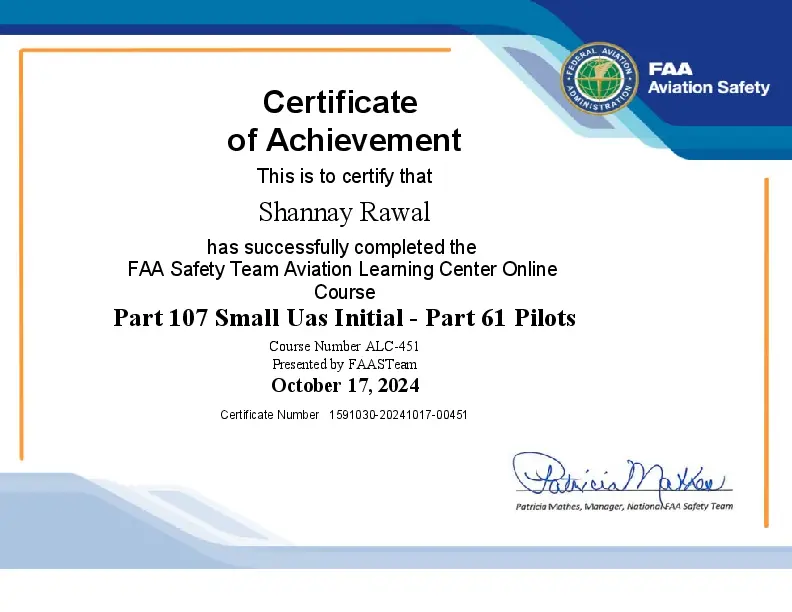 FEDERAL AVIATION ADMINISTRATION
FAA
Aviation Safety
Certificate
of Achievement
This is to certify that
Shannay Rawal
has successfully completed the
FAA Safety Team Aviation Learning Center Online
Course
Part 107 Small Uas Initial - Part 61 Pilots
Course Number ALC-451
Presented by FAASTeam
October 17, 2024
Certificate Number 1591030-20241017-00451
Patricia Mathes
Patricia Mathes, Manager, National FAA Safety Team